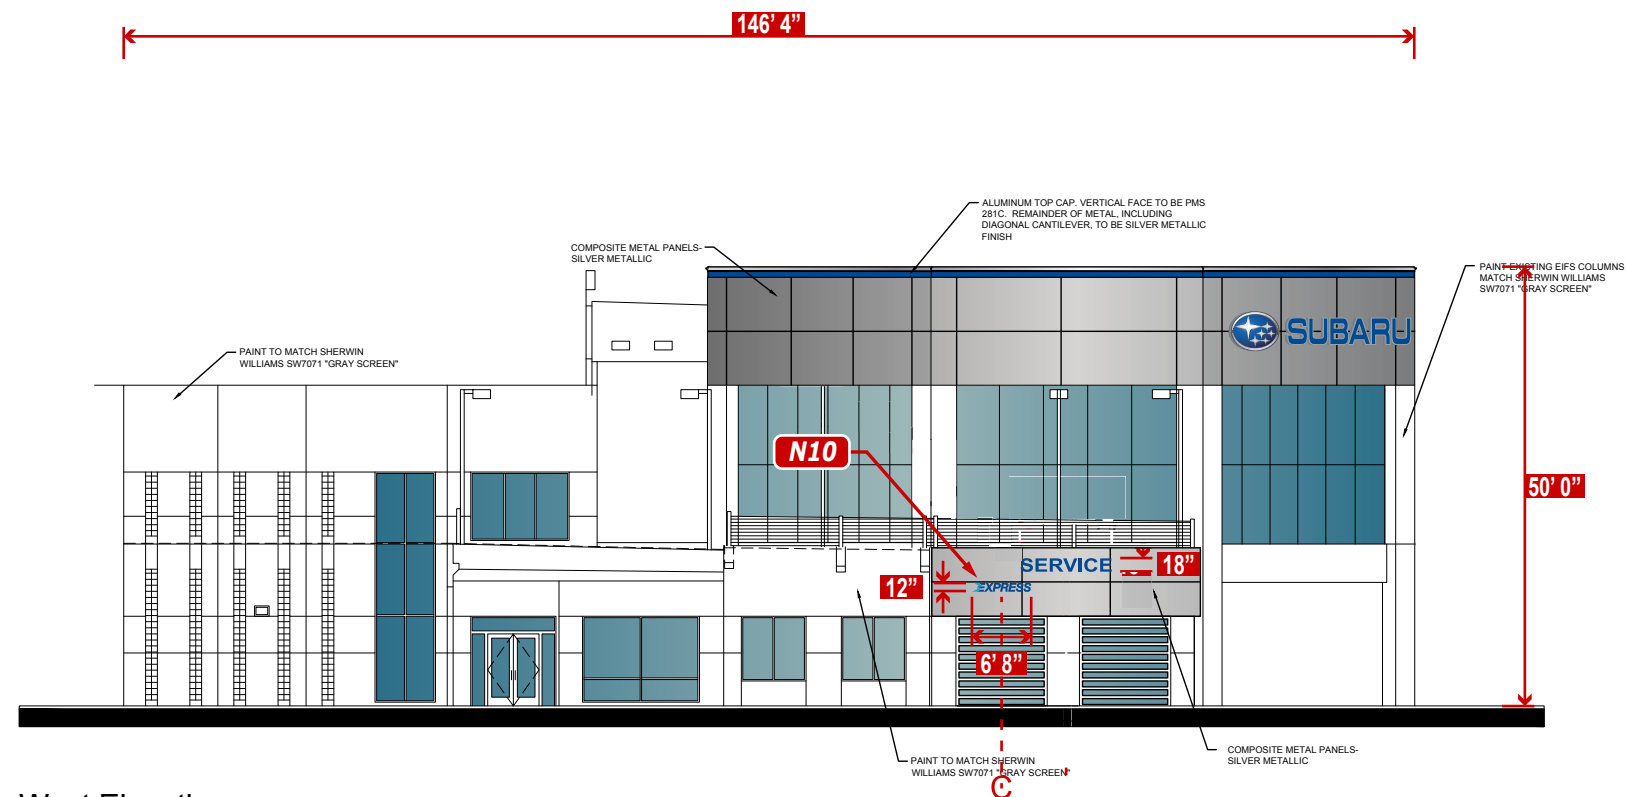 146’ 4”
ALUMINUM TOP CAP. VERTICAL FACE TO BE PMS
281C. REMAINDER OF METAL, INCLUDING
DIAGONAL CANTILEVER, TO BE SILVER METALLIC
FINISH
COMPOSITE METAL PANELS-
SILVER METALLIC
PAINT EXISTING EIFS COLUMNS
MATCH SHERWIN WILLIAMS
SW7071 "GRAY SCREEN"
SUBARU
PAINT TO MATCH SHERWIN
WILLIAMS SW7071 "GRAY SCREEN"
N10
50’ 0”
SERVICE
18”
12”
EXPRESS
6’ 8”
COMPOSITE METAL PANELS-
SILVER METALLIC
PAINT TO MATCH SHERWIN
WILLIAMS SW7071 "GRAY SCREEN"
C